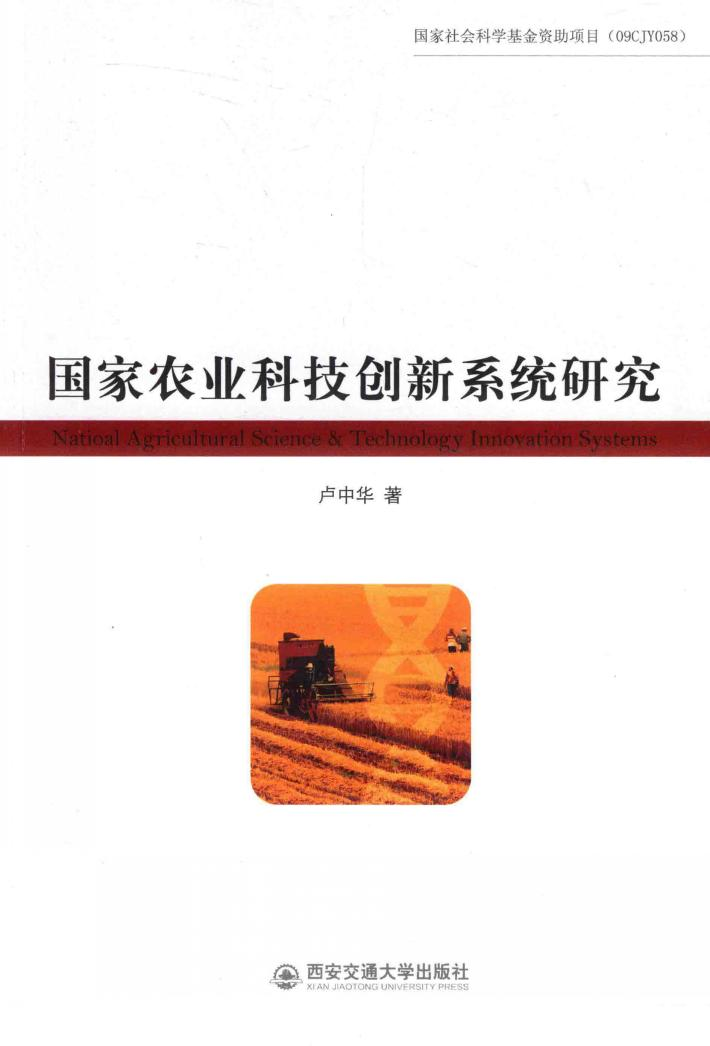 国家社会科学基金资助项目（09CJY058）
国家农业科技创新系统研究
Natioal Agricultural Science & Technology Innovation Systems
卢中华 著
西安交通大学出版社
XI AN JIAOTONG UNIVERSITY PRESS